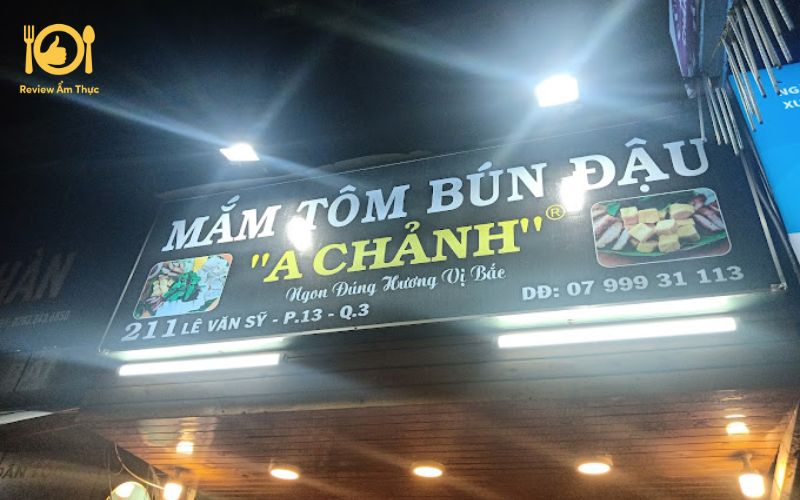 Review Ẩm Thực
MẮM TÔM BÚN ĐẬU
"A CHẢNH"®
Ngon Đúng Hương Vị Bắc
211 LÊ VĂN SỸ - P.13 - Q.3
DĐ: 07 999 31 113